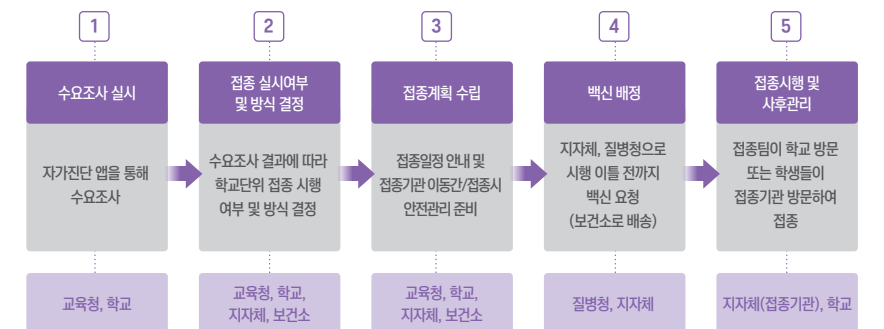 1
2
3
4
5
수요조사 실시
접종 실시여부
및 방식 결정
접종계획 수립
백신 배정
접종시행 및
사후관리
자가진단 앱을 통해
수요조사
수요조사 결과에 따라
학교단위 접종 시행
여부 및 방식 결정
접종일정 안내 및
접종기관 이동간/접종시
안전관리 준비
지자체, 질병청으로
시행 이틀 전까지
백신 요청
(보건소로 배송)
접종팀이 학교 방문
또는 학생들이
접종기관 방문하여
접종
교육청, 학교
교육청, 학교,
지자체, 보건소
교육청, 학교,
지자체, 보건소
질병청, 지자체
지자체(접종기관), 학교